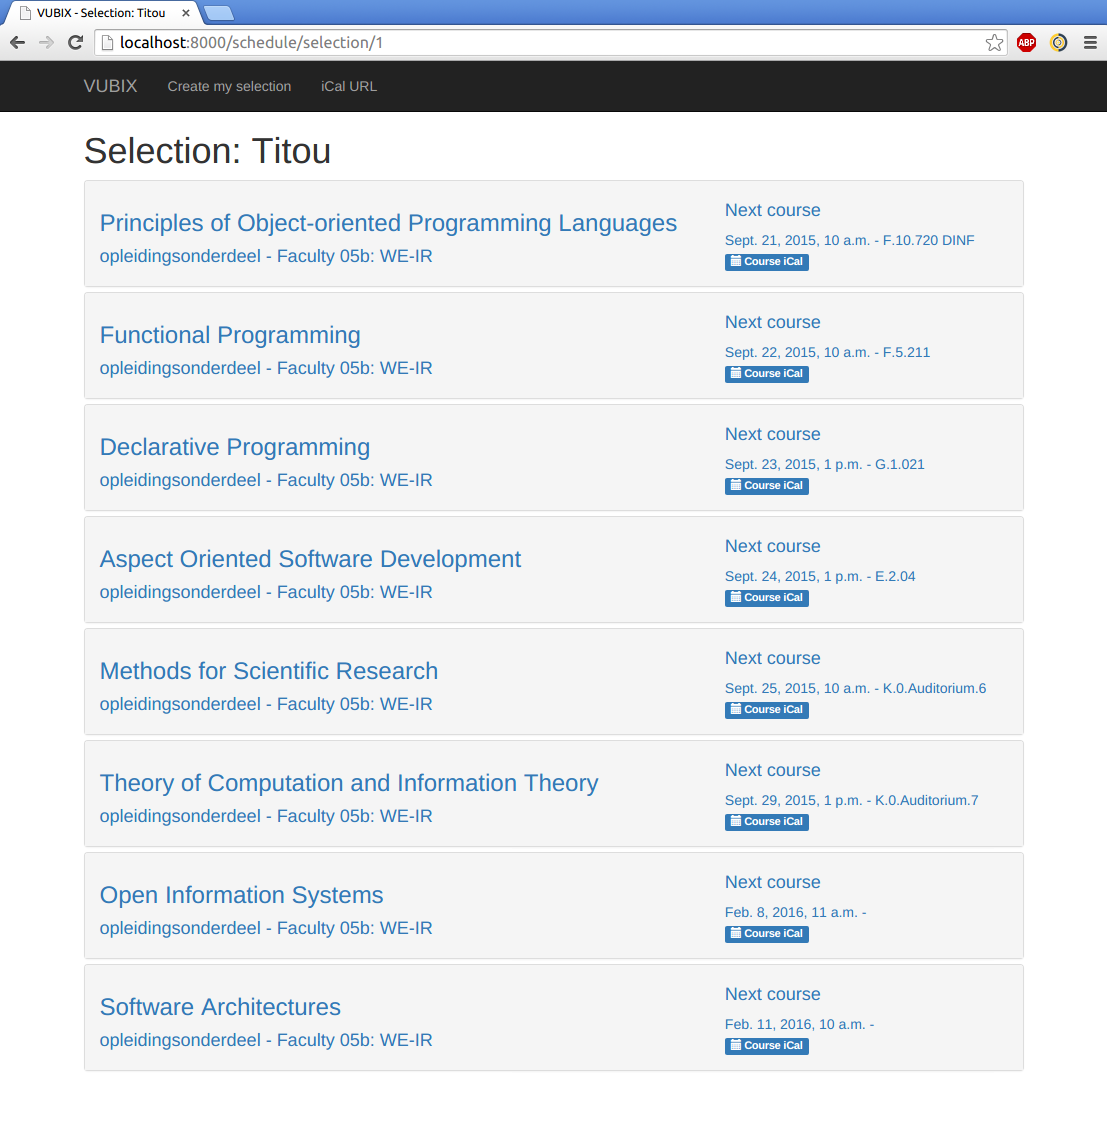 VUBIX - Selection: Titou
localhost:8000/schedule/selection/1
ABP
VUBIX Create my selection iCal URL
Selection: Titou
Principles of Object-oriented Programming Languages
opleidingsonderdeel - Faculty 05b: WE-IR
Next course
Sept. 21, 2015, 10 a.m. - F.10.720 DINF
Course iCal
Functional Programming
opleidingsonderdeel - Faculty 05b: WE-IR
Next course
Sept. 22, 2015, 10 a.m. - F.5.211
Course iCal
Declarative Programming
opleidingsonderdeel - Faculty 05b: WE-IR
Next course
Sept. 23, 2015, 1 p.m. - G.1.021
Course iCal
Aspect Oriented Software Development
opleidingsonderdeel - Faculty 05b: WE-IR
Next course
Sept. 24, 2015, 1 p.m. - E.2.04
Course iCal
Methods for Scientific Research
opleidingsonderdeel - Faculty 05b: WE-IR
Next course
Sept. 25, 2015, 10 a.m. - K.0.Auditorium.6
Course iCal
Theory of Computation and Information Theory
opleidingsonderdeel - Faculty 05b: WE-IR
Next course
Sept. 29, 2015, 1 p.m. - K.0.Auditorium.7
Course iCal
Open Information Systems
opleidingsonderdeel - Faculty 05b: WE-IR
Next course
Feb. 8, 2016, 11 a.m. -
Course iCal
Software Architectures
opleidingsonderdeel - Faculty 05b: WE-IR
Next course
Feb. 11, 2016, 10 a.m. -
Course iCal